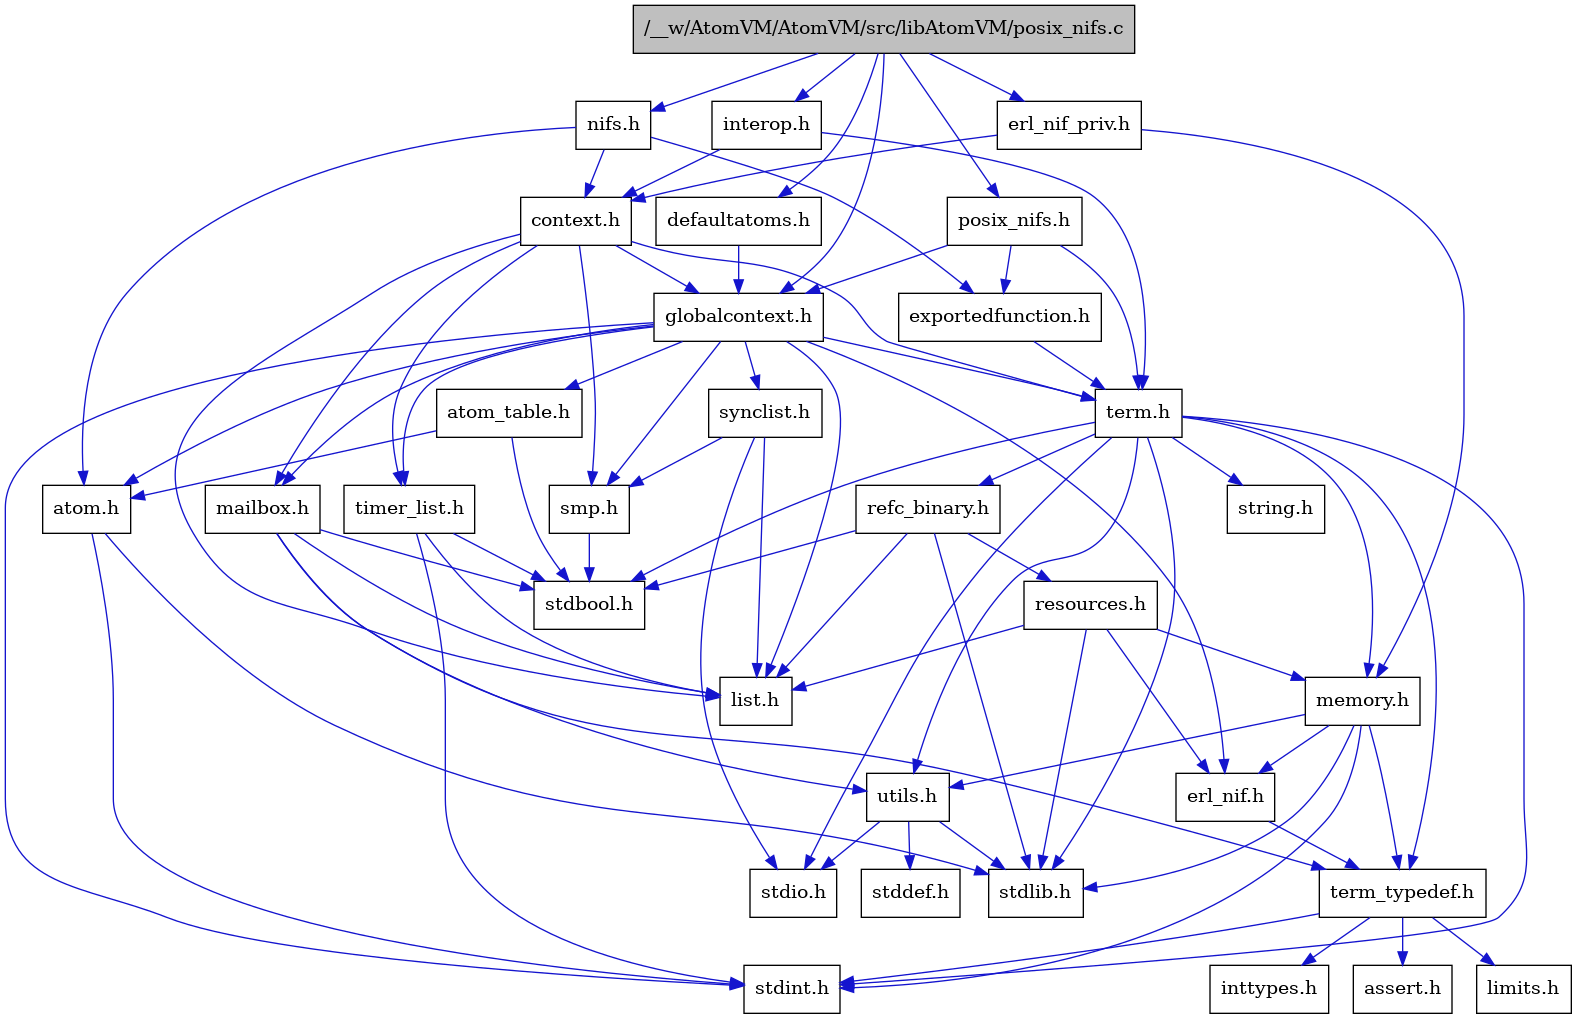 /__w/AtomVM/AtomVM/src/libAtomVM/posix_nifs.c
nifs.h
interop.h
erl_nif_priv.h
context.h
defaultatoms.h
posix_nifs.h
globalcontext.h
exportedfunction.h
atom_table.h
synclist.h
term.h
atom.h
mailbox.h
timer_list.h
smp.h
refc_binary.h
string.h
stdbool.h
resources.h
list.h
memory.h
utils.h
erl_nif.h
stdio.h
stddef.h
stdlib.h
term_typedef.h
stdint.h
inttypes.h
assert.h
limits.h